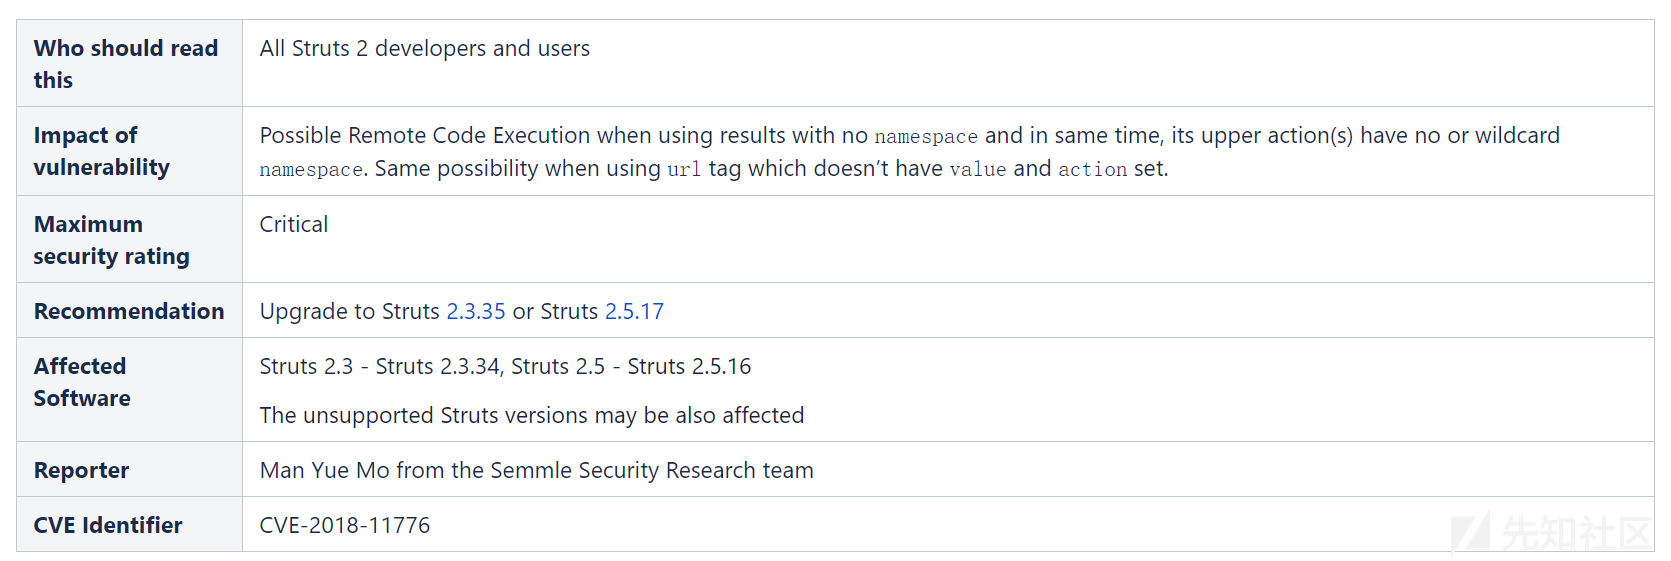 Who should read this
All Struts 2 developers and users
Impact of vulnerability
Possible Remote Code Execution when using results with no namespace and in same time, its upper action(s) have no or wildcard
namespace. Same possibility when using url tag which doesn’t have value and action set.
Maximum security rating
Critical
Recommendation
Upgrade to Struts 2.3.35 or Struts 2.5.17
Affected Software
Struts 2.3 - Struts 2.3.34, Struts 2.5 - Struts 2.5.16
The unsupported Struts versions may be also affected
Reporter
Man Yue Mo from the Semmle Security Research team
CVE Identifier
CVE-2018-11776
先知社区